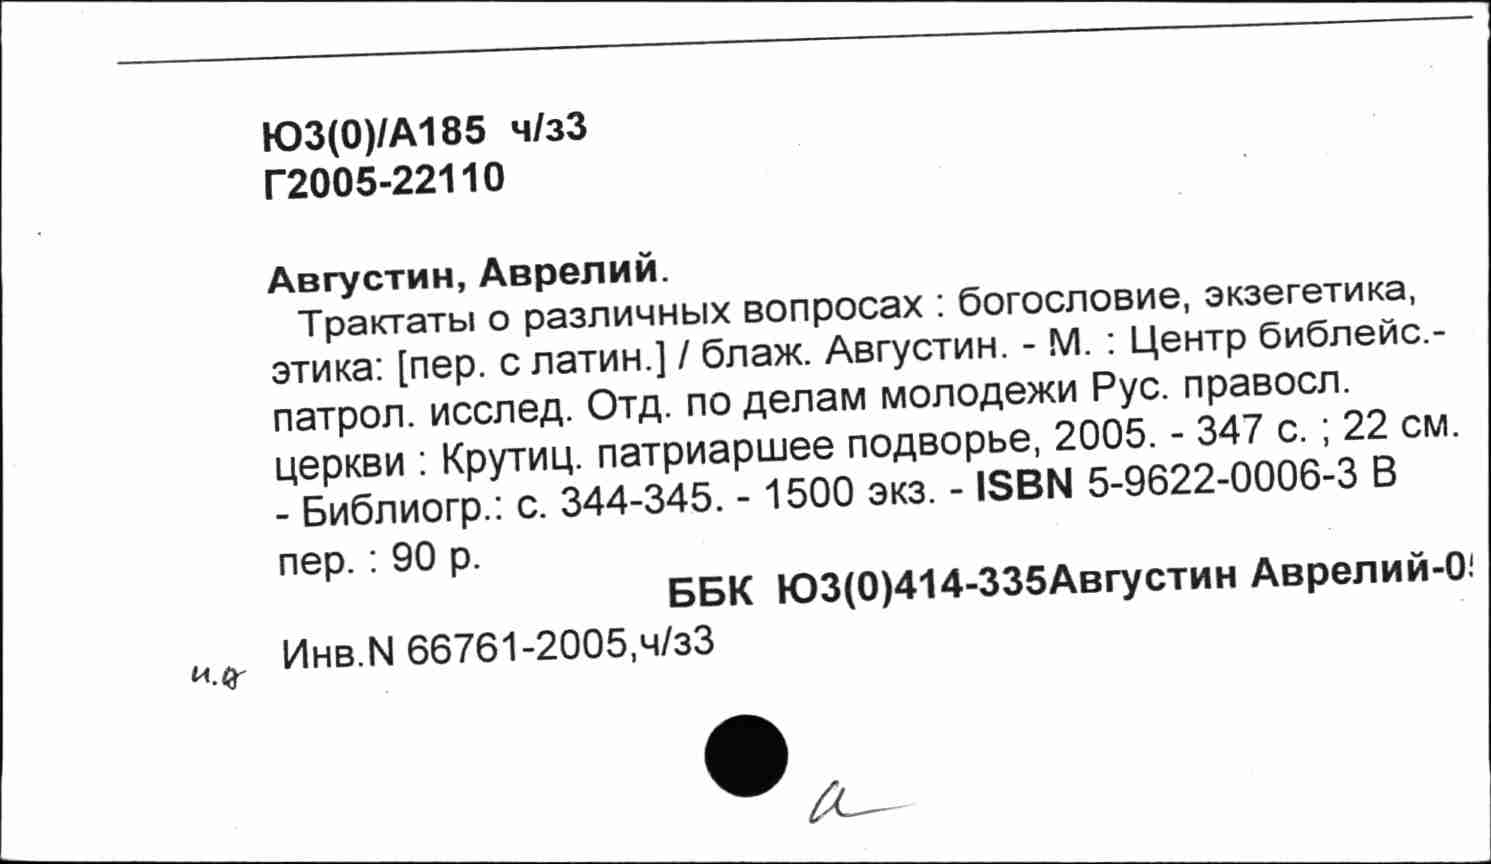 Ю3(0)/А185 ч/з3
Г2005-22110
Августин, Аврелий.
Трактаты о различных вопросах : богословие, экзегетика,
этика: [пер. с латин.] / блаж. Августин. - М. : Центр библейс.-
патрол. исслед. Отд. по делам молодежи Рус. правосл.
церкви : Крутиц. патриаршее подворье, 2005. - 347 с. ; 22 см.
- Библиогр.: с. 344-345. - 1500 экз. - ISBN 5-9622-0006-3 В
пер. : 90 р.
ББК Ю3(0)414-335Августин Аврелий-0
Инв.N 66761-2005,ч/з3
а